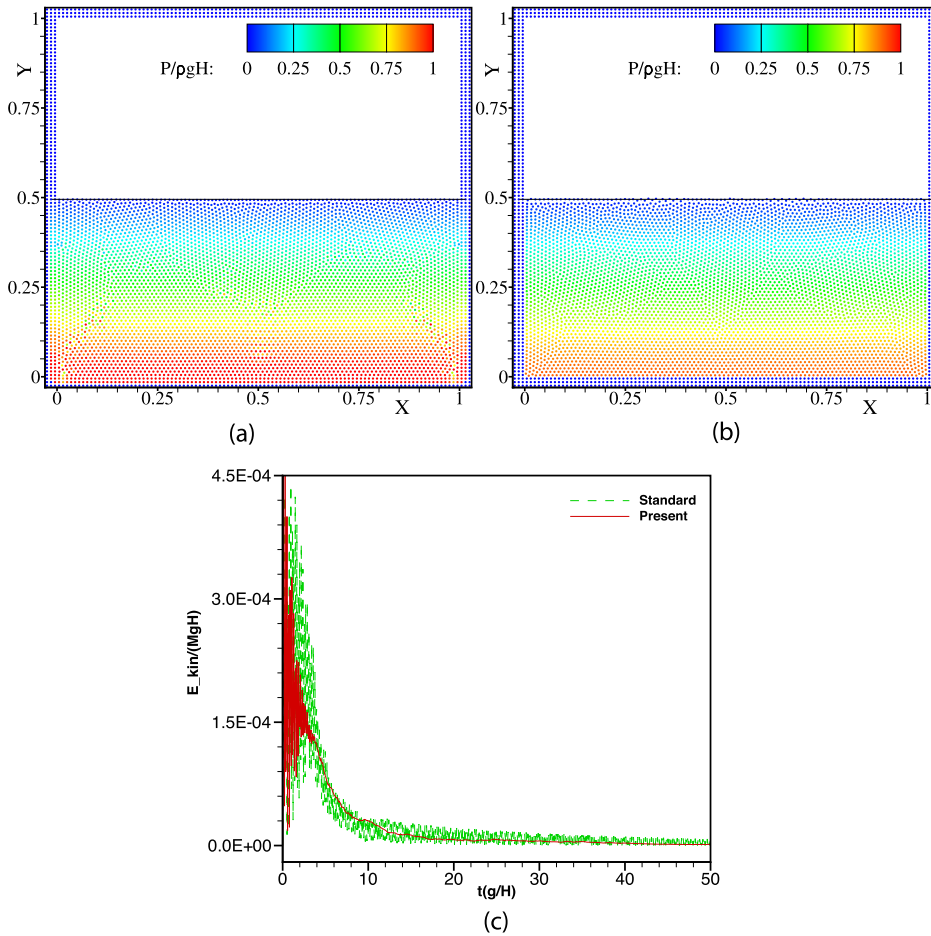 1
0.75
0.5
0.25
0
Y
P/ρgH: 0 0.25 0.5 0.75 1
0 0.25 0.5 0.75 X 1
(a)
1
0.75
0.5
0.25
0
Y
P/ρgH: 0 0.25 0.5 0.75 1
0 0.25 0.5 0.75 X 1
(b)
4.5E-04
3.0E-04
1.5E-04
0.0E+00
E_kin/(MgH)
Standard
Present
0 10 20 30 40 50
t(g/H)
(c)